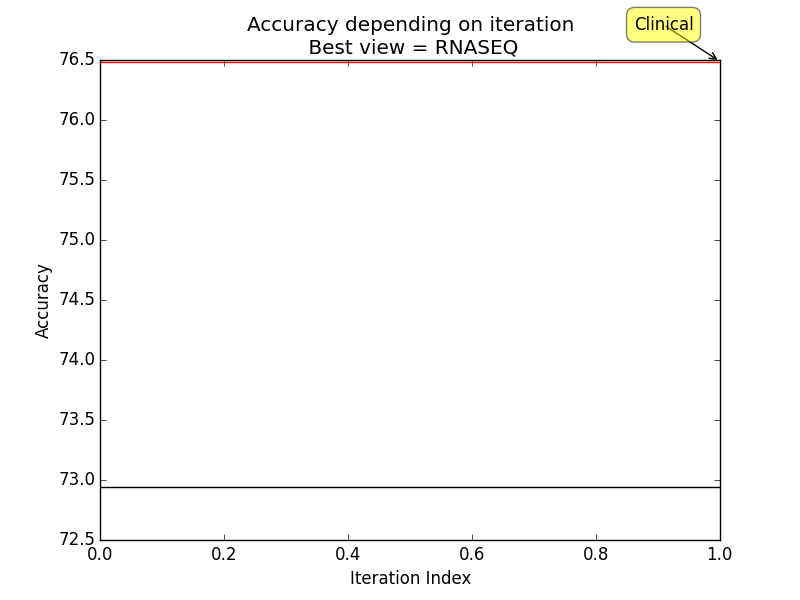 Accuracy depending on iteration
Best view = RNASEQ
Clinical
76.5
76.0
75.5
75.0
74.5
74.0
73.5
73.0
72.5
Accuracy
0.0 0.2 0.4 0.6 0.8 1.0
Iteration Index